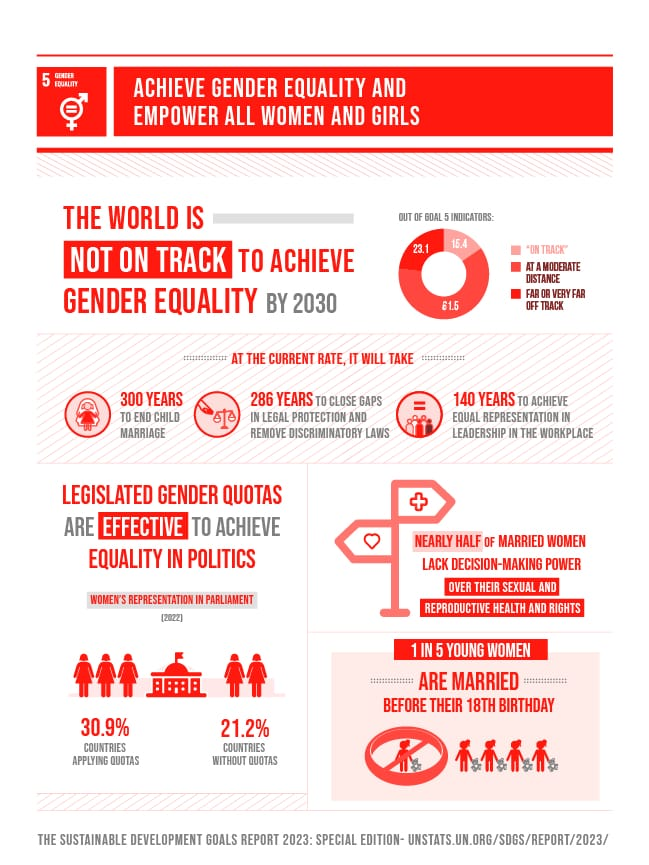 5 GENDER
EQUALITY
ACHIEVE GENDER EQUALITY AND
EMPOWER ALL WOMEN AND GIRLS
THE WORLD IS
NOT ON TRACK TO ACHIEVE
GENDER EQUALITY BY 2030
OUT OF GOAL 5 INDICATORS:
23.1
15.4
61.5
"ON TRACK"
AT A MODERATE
DISTANCE
FAR OR VERY FAR
OFF TRACK
AT THE CURRENT RATE, IT WILL TAKE
300 YEARS
TO END CHILD
MARRIAGE
286 YEARS TO CLOSE GAPS
IN LEGAL PROTECTION AND
REMOVE DISCRIMINATORY LAWS
140 YEARS TO ACHIEVE
EQUAL REPRESENTATION IN
LEADERSHIP IN THE WORKPLACE
LEGISLATED GENDER QUOTAS
ARE EFFECTIVE TO ACHIEVE
EQUALITY IN POLITICS
WOMEN'S REPRESENTATION IN PARLIAMENT
(2022)
30.9%
COUNTRIES
APPLYING QUOTAS
21.2%
COUNTRIES
WITHOUT QUOTAS
NEARLY HALF OF MARRIED WOMEN
LACK DECISION-MAKING POWER
OVER THEIR SEXUAL AND
REPRODUCTIVE HEALTH AND RIGHTS
1 IN 5 YOUNG WOMEN
ARE MARRIED
BEFORE THEIR 18TH BIRTHDAY
THE SUSTAINABLE DEVELOPMENT GOALS REPORT 2023: SPECIAL EDITION- UNSTATS.UN.ORG/SDGS/REPORT/2023/